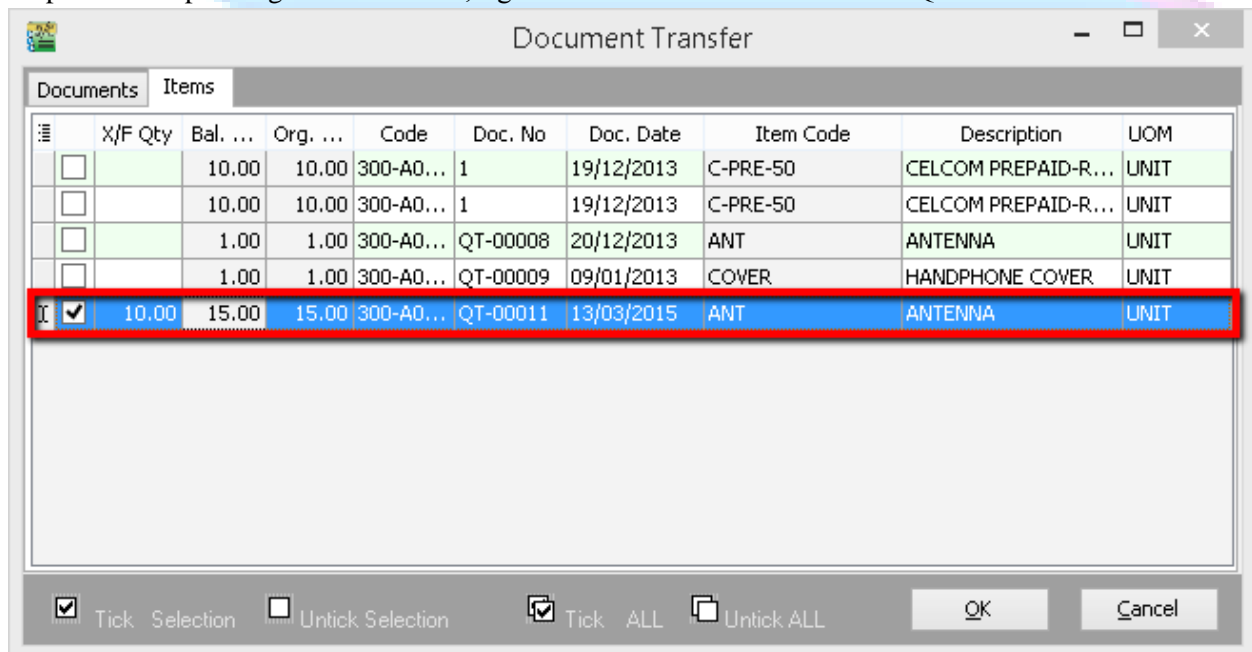 Document Transfer
Documents Items
X/F Qty Bal. ... Org. ... Code Doc. No Doc. Date Item Code Description UOM
10.00 10.00 300-A0... 1 19/12/2013 C-PRE-50 CELCOM PREPAID-R... UNIT
10.00 10.00 300-A0... 1 19/12/2013 C-PRE-50 CELCOM PREPAID-R... UNIT
1.00 1.00 300-A0... QT-00008 20/12/2013 ANT ANTENNA UNIT
1.00 1.00 300-A0... QT-00009 09/01/2013 COVER HANDPHONE COVER UNIT
10.00 15.00 15.00 300-A0... QT-00011 13/03/2015 ANT ANTENNA UNIT
Tick Selection Untick Selection Tick ALL Untick ALL OK Cancel